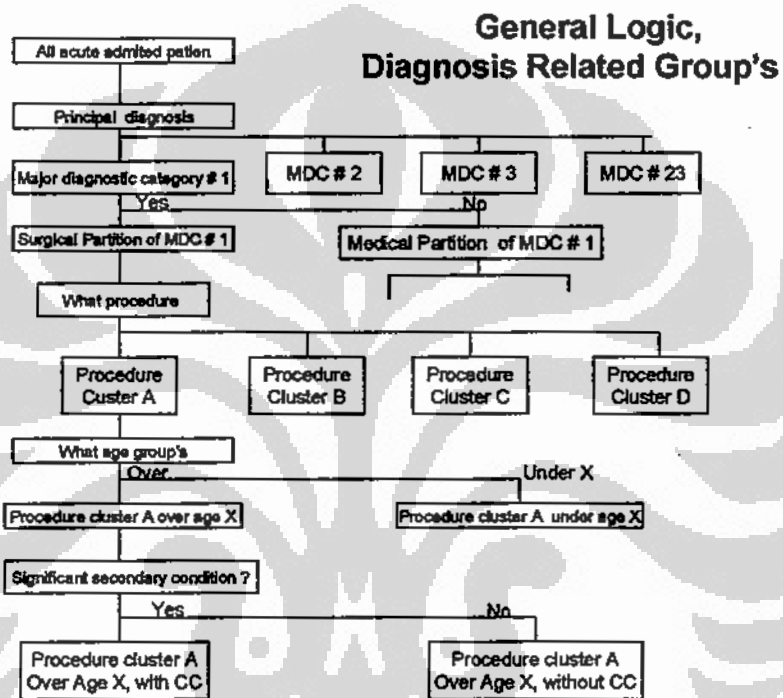 General Logic,
Diagnosis Related Group's
All acute admited pation
Principal diagnosis
Major diagnostic category # 1
MDC # 2
MDC # 3
MDC # 23
Yes
No
Surgical Partition of MDC # 1
Medical Partition of MDC # 1
What procedure
Procedure
Custer A
Procedure
Cluster B
Procedure
Cluster C
Procedure
Cluster D
What age group's
Over
Under X
Procedure cluster A over age X
Procedure cluster A under age X
Significant secondary condition ?
Yes
No
Procedure cluster A
Over Age X, with CC
Procedure cluster A
Over Age X, without CC